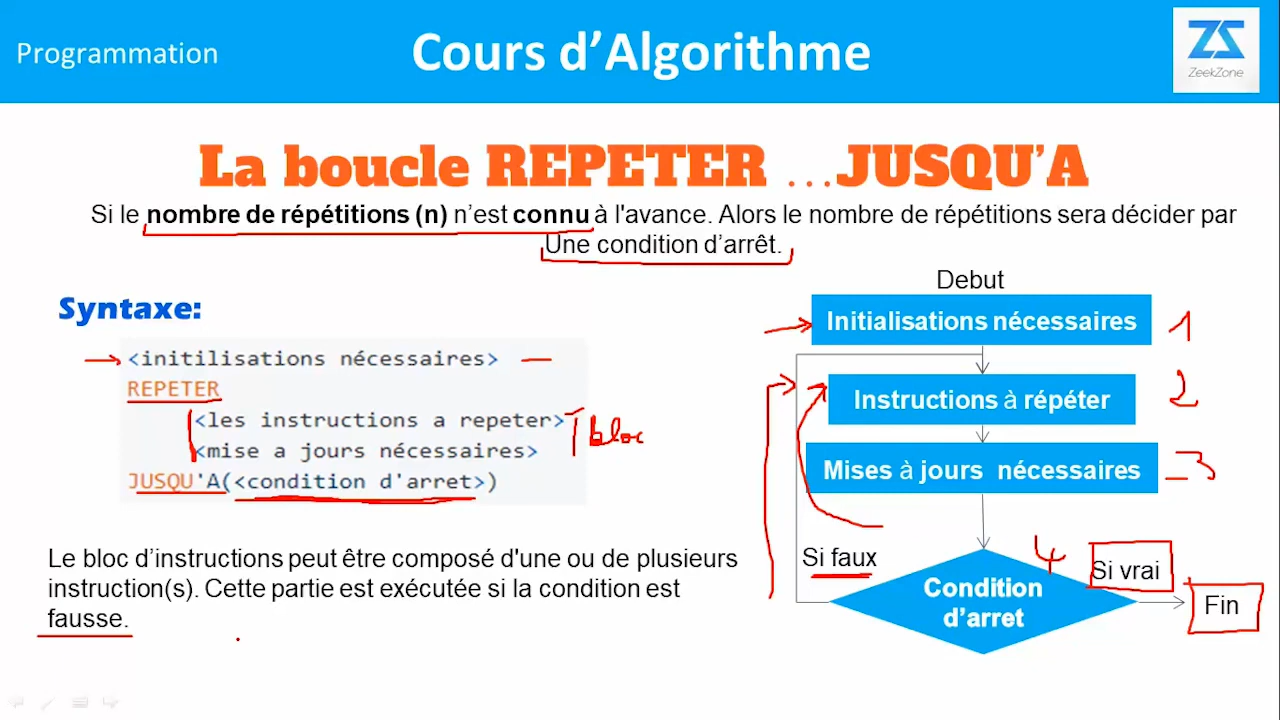 Programmation
Cours d’Algorithme
ZS
ZeekZone
La boucle REPETER ...JUSQU’A
Si le nombre de répétitions (n) n’est connu à l'avance. Alors le nombre de répétitions sera décider par
Une condition d’arrêt.
Syntaxe:
<initilisations nécessaires>
REPETER
<les instructions a repeter>
<mise a jours nécessaires>
JUSQU'A(<condition d'arret>)
bloc
Le bloc d’instructions peut être composé d'une ou de plusieurs
instruction(s). Cette partie est exécutée si la condition est
fausse.
Debut
Initialisations nécessaires
1
Instructions à répéter
2
Mises à jours nécessaires
3
Si faux
4
Si vrai
Condition
d’arret
Fin